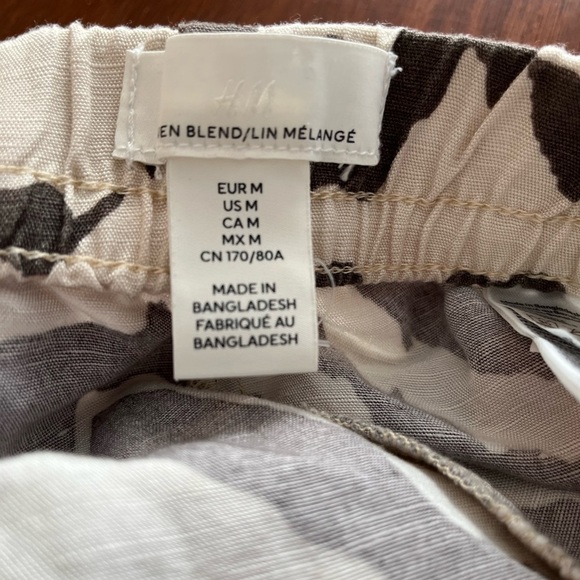 H&M
EN BLEND/LIN MÉLANGÉ
EUR M
US M
CA M
MX M
CN 170/80A
MADE IN
BANGLADESH
FABRIQUÉ AU
BANGLADESH